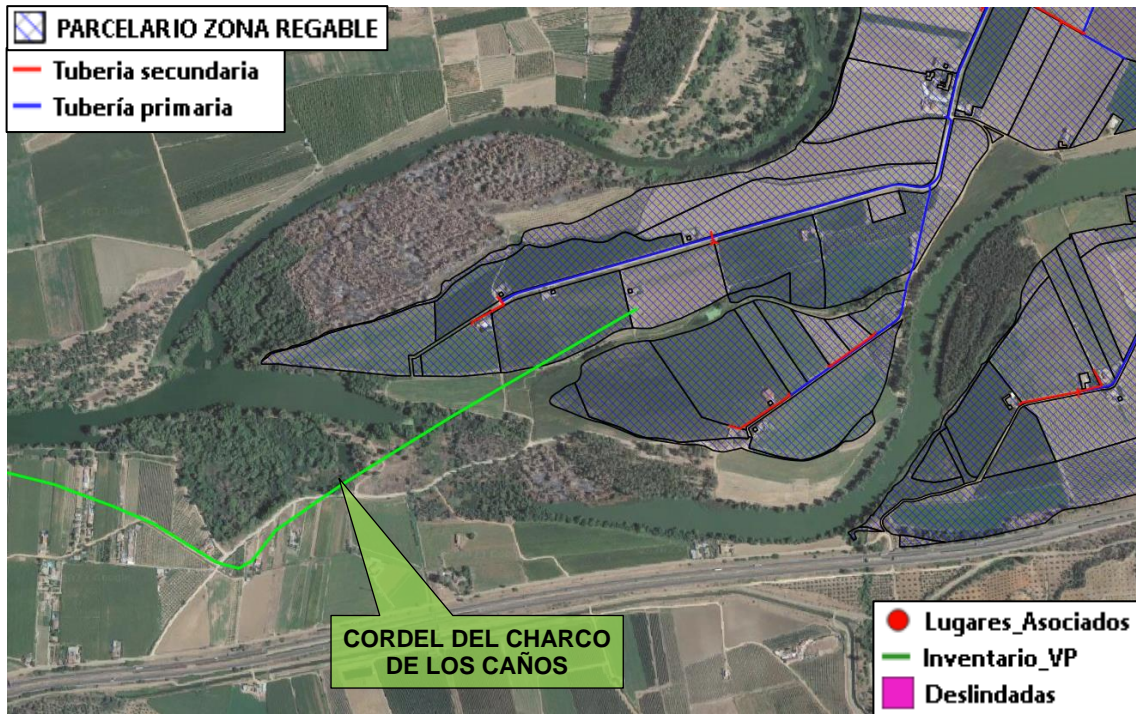 PARCELARIO ZONA REGABLE
Tuberia secundaria
Tubería primaria
CORDEL DEL CHARCO
DE LOS CAÑOS
Lugares_Asociados
Inventario_VP
Deslindadas